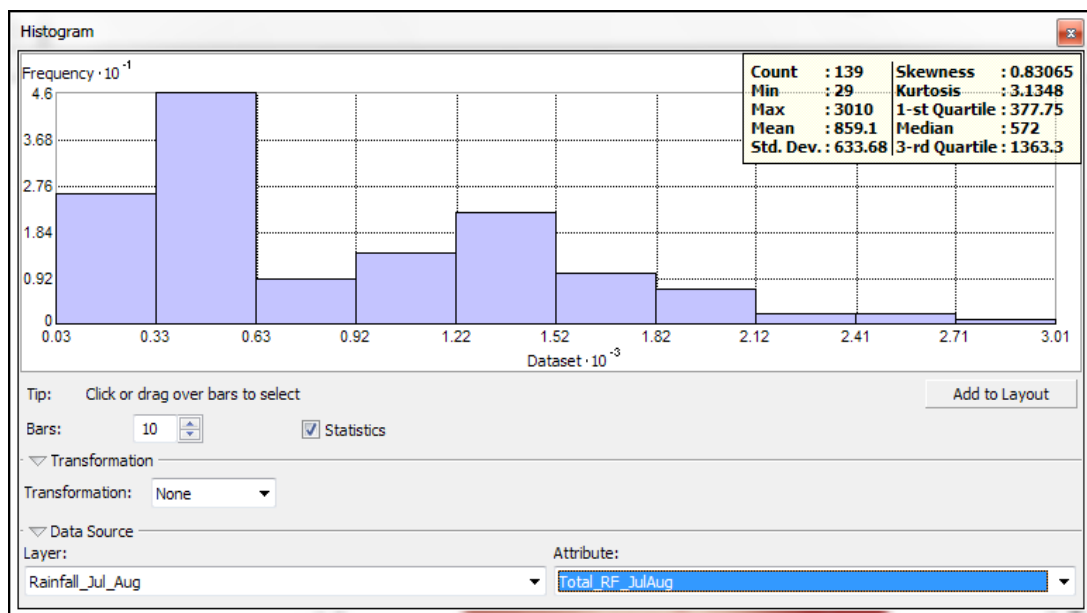 Histogram
x
Frequency · 10 -1
Count : 139 Skewness : 0.83065
Min : 29 Kurtosis : 3.1348
Max : 3010 1-st Quartile : 377.75
Mean : 859.1 Median : 572
Std. Dev. : 633.68 3-rd Quartile : 1363.3
4.6
3.68
2.76
1.84
0.92
0
0.03 0.33 0.63 0.92 1.22 1.52 1.82 2.12 2.41 2.71 3.01
Dataset · 10 -3
Tip: Click or drag over bars to select
Add to Layout
Bars: 10 Statistics
Transformation
Transformation: None
Data Source
Layer: Attribute:
Rainfall_Jul_Aug Total_RF_JulAug